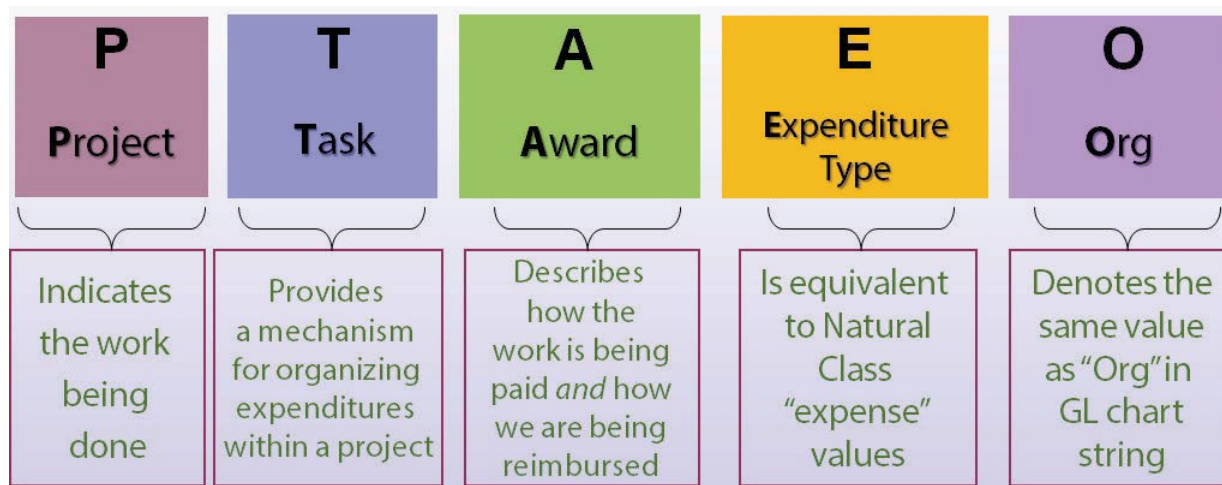 P
Project
Indicates
the work
being
done
T
Task
Provides
a mechanism
for organizing
expenditures
within a project
A
Award
Describes
how the
work is being
paid and how
we are being
reimbursed
E
Expenditure
Type
Is equivalent
to Natural
Class
“expense”
values
O
Org
Denotes the
same value
as “Org” in
GL chart
string